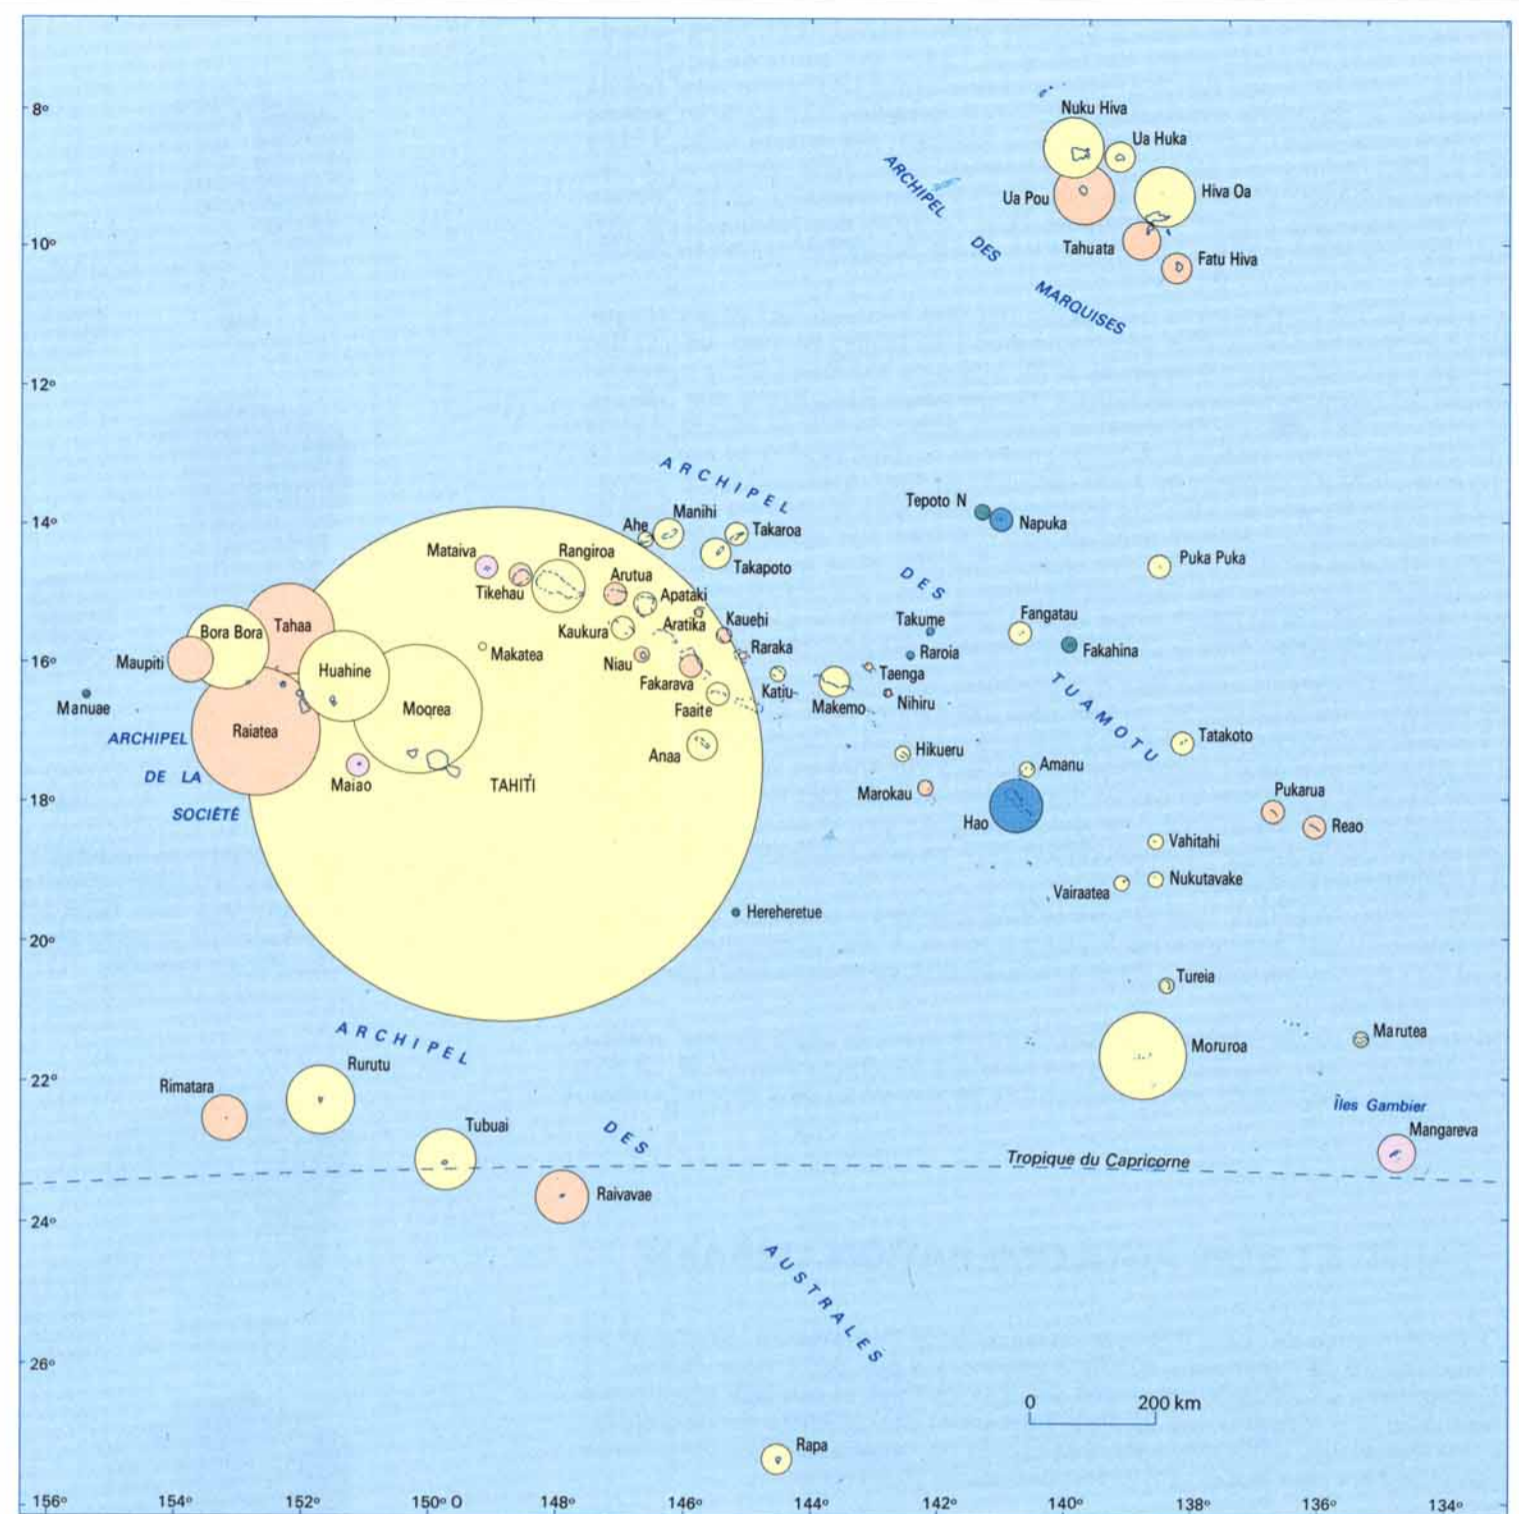 8°
Nuku Hiva
Ua Huka
ARCHIPEL
DES
MARQUISES
Ua Pou
Hiva Oa
Tahuata
Fatu Hiva
10°
12°
ARCHIPEL
14°
Ahe
Manihi
Takaroa
Tepoto N
Napuka
Mataiva
Rangiroa
Takapoto
Puka Puka
Tikehau
Arutua
DES
Apataki
Kaukura
Aratika
Kauehi
Takume
Fangatau
Bora Bora
Tahaa
Makatea
Niau
Raraka
Raroia
Fakahina
16°
Maupiti
Huahine
Fakarava
Katiu
Taenga
TUAMOTU
Manuae
Moorea
Faaite
Makemo
Nihiru
Raiatea
Tatakoto
ARCHIPEL
DE LA
SOCIÉTÉ
Anaa
Hikueru
Amanu
Maiao
TAHITI
Marokau
Pukarua
18°
Hao
Reao
Vahitahi
Vairaatea
Nukutavake
Hereheretue
20°
Tureia
ARCHIPEL
Marutea
Moruroa
Rurutu
22°
Rimatara
Îles Gambier
Tubuai
DES
Mangareva
Tropique du Capricorne
Raivavae
24°
AUSTRALES
26°
0 200 km
Rapa
156° 154° 152° 150° O 148° 146° 144° 142° 140° 138° 136° 134°